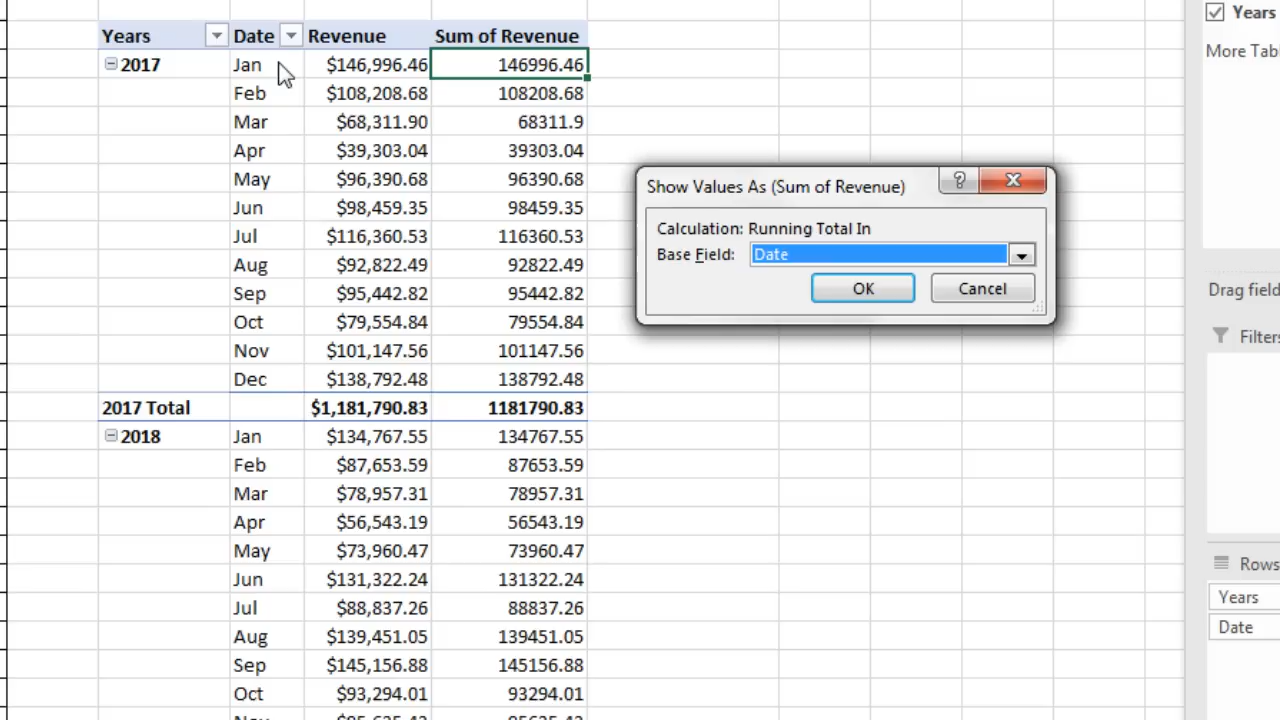 Years Date Revenue Sum of Revenue
2017 Jan $146,996.46 146996.46
Feb $108,208.68 108208.68
Mar $68,311.90 68311.9
Apr $39,303.04 39303.04
May $96,390.68 96390.68
Jun $98,459.35 98459.35
Jul $116,360.53 116360.53
Aug $92,822.49 92822.49
Sep $95,442.82 95442.82
Oct $79,554.84 79554.84
Nov $101,147.56 101147.56
Dec $138,792.48 138792.48
2017 Total $1,181,790.83 1181790.83
2018 Jan $134,767.55 134767.55
Feb $87,653.59 87653.59
Mar $78,957.31 78957.31
Apr $56,543.19 56543.19
May $73,960.47 73960.47
Jun $131,322.24 131322.24
Jul $88,837.26 88837.26
Aug $139,451.05 139451.05
Sep $145,156.88 145156.88
Oct $93,294.01 93294.01
Show Values As (Sum of Revenue) ?
Calculation: Running Total In
Base Field: Date
OK Cancel
Years
More Tab
Drag field
Filters
Rows
Years
Date